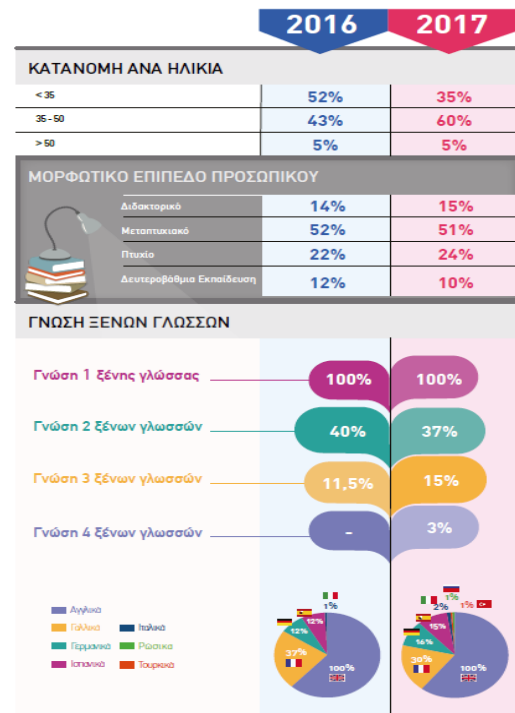 2016 2017
ΚΑΤΑΝΟΜΗ ΑΝΑ ΗΛΙΚΙΑ
< 35 52% 35%
35 - 50 43% 60%
> 50 5% 5%
ΜΟΡΦΩΤΙΚΟ ΕΠΙΠΕΔΟ ΠΡΟΣΩΠΙΚΟΥ
Διδακτορικό 14% 15%
Μεταπτυχιακό 52% 51%
Πτυχίο 22% 24%
Δευτεροβάθμια Εκπαίδευση 12% 10%
ΓΝΩΣΗ ΞΕΝΩΝ ΓΛΩΣΣΩΝ
Γνώση 1 ξένης γλώσσας 100% 100%
Γνώση 2 ξένων γλωσσών 40% 37%
Γνώση 3 ξένων γλωσσών 11,5% 15%
Γνώση 4 ξένων γλωσσών - 3%
Αγγλικά
Γαλλικά Ιταλικά
Γερμανικά Ρώσικα
Ισπανικά Τουρκικά
1%
12%
12%
37%
100%
1%
2% 1%
15%
16%
30%
100%